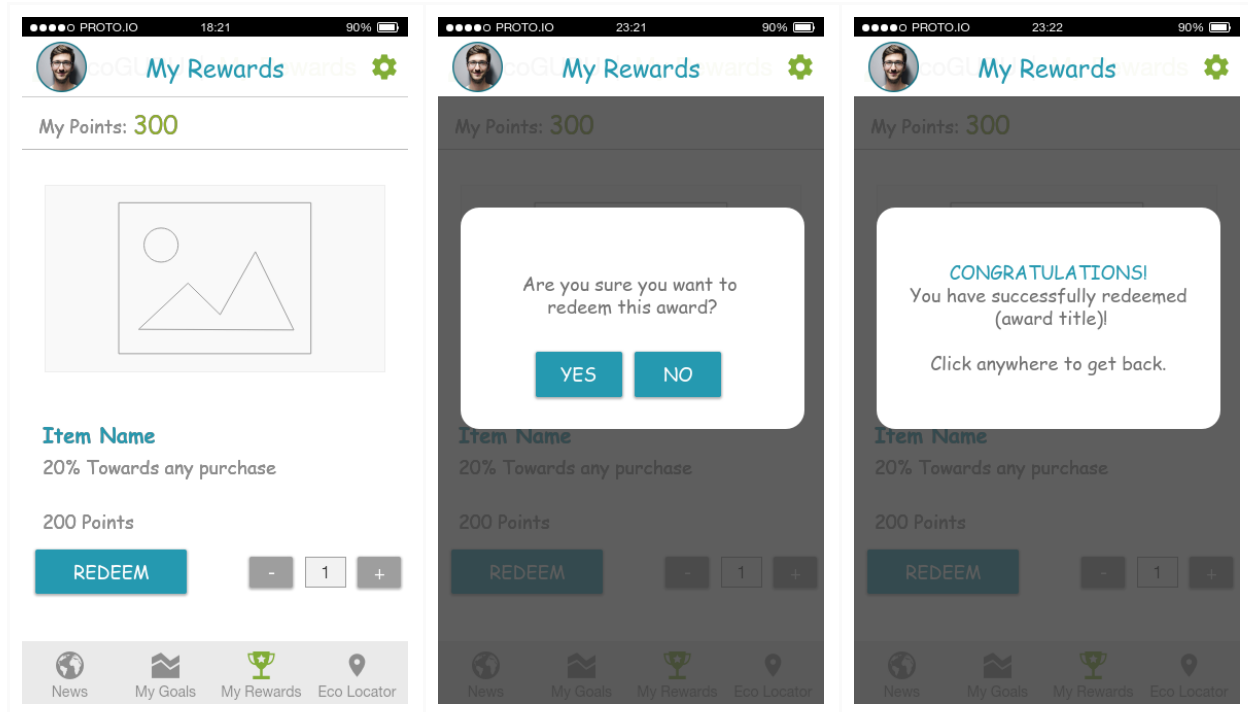 PROTO.IO 18:21 90%
My Rewards
My Points: 300
Item Name
20% Towards any purchase
200 Points
REDEEM - 1 +
News My Goals My Rewards Eco Locator
PROTO.IO 23:21 90%
My Rewards
My Points: 300
Are you sure you want to
redeem this award?
YES NO
Item Name
20% Towards any purchase
200 Points
REDEEM - 1 +
News My Goals My Rewards Eco Locator
PROTO.IO 23:22 90%
My Rewards
My Points: 300
CONGRATULATIONS!
You have successfully redeemed
(award title)!
Click anywhere to get back.
Item Name
20% Towards any purchase
200 Points
REDEEM - 1 +
News My Goals My Rewards Eco Locator